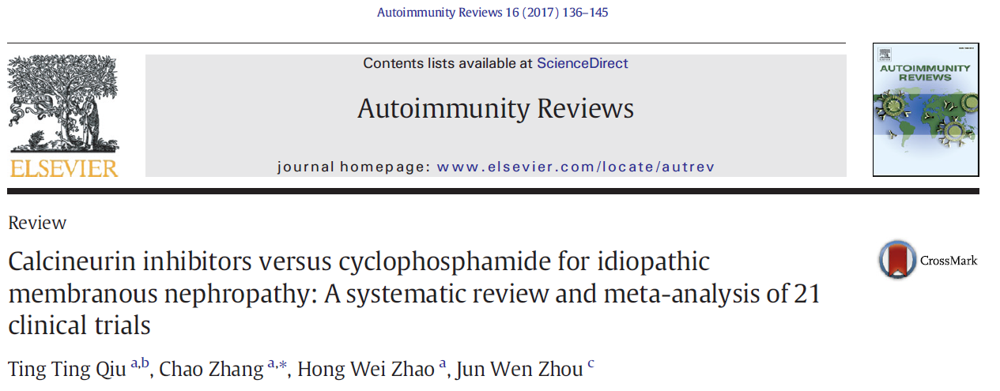 Autoimmunity Reviews 16 (2017) 136–145
Contents lists available at ScienceDirect
Autoimmunity Reviews
journal homepage: www.elsevier.com/locate/autrev
ELSEVIER
AUTOIMMUNITY
REVIEWS
Review
Calcineurin inhibitors versus cyclophosphamide for idiopathic
membranous nephropathy: A systematic review and meta-analysis of 21
clinical trials
CrossMark
Ting Ting Qiu a,b, Chao Zhang a,*, Hong Wei Zhao a, Jun Wen Zhou c